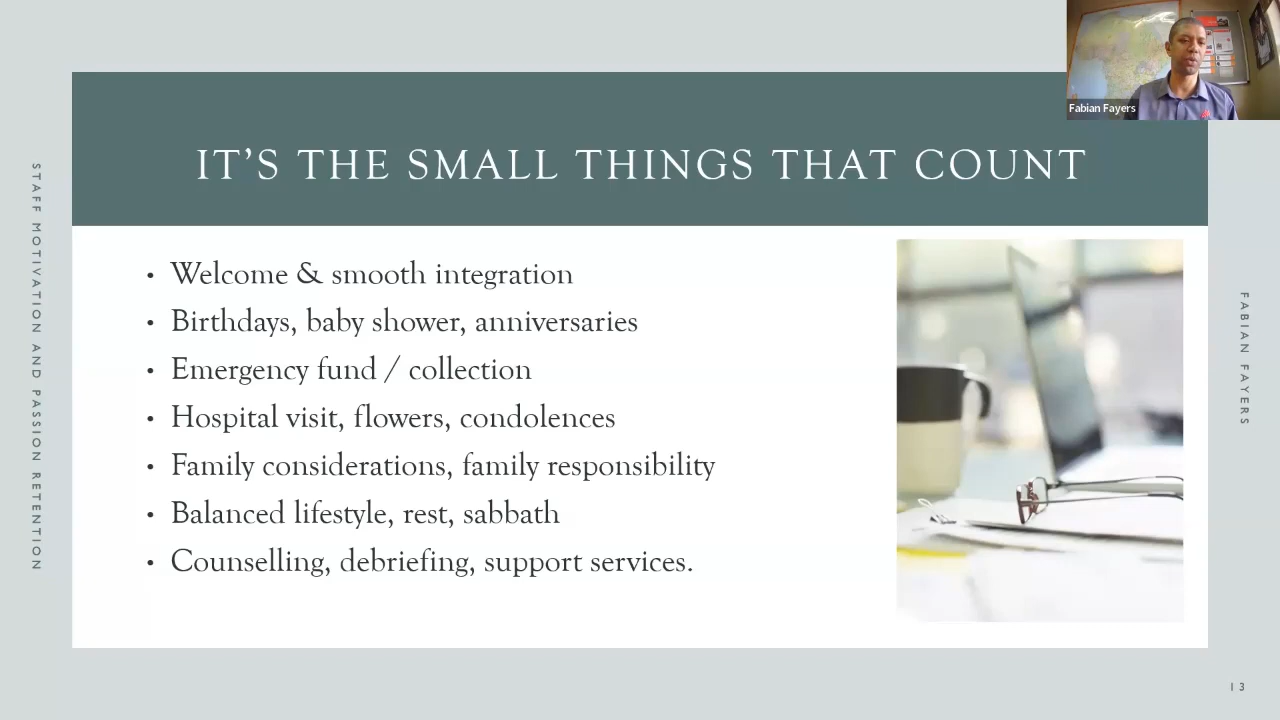 Fabian Fayers
IT'S THE SMALL THINGS THAT COUNT
• Welcome & smooth integration
• Birthdays, baby shower, anniversaries
• Emergency fund / collection
• Hospital visit, flowers, condolences
• Family considerations, family responsibility
• Balanced lifestyle, rest, sabbath
• Counselling, debriefing, support services.
STAFF MOTIVATION AND PASSION RETENTION
FABIAN FAYERS
13